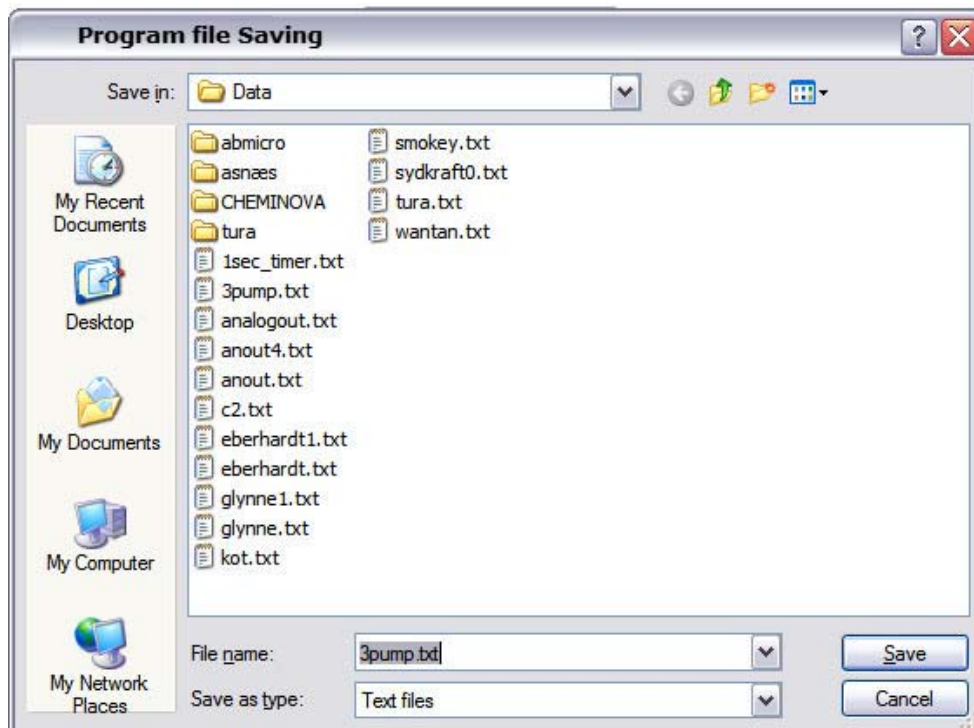 Program file Saving
?
Save in:
Data
My Recent
Documents
Desktop
My Documents
My Computer
My Network
Places
abmicro
asnæs
CHEMINOVA
tura
1sec_timer.txt
3pump.txt
analogout.txt
anout4.txt
anout.txt
c2.txt
eberhardt1.txt
eberhardt.txt
glynne1.txt
glynne.txt
kot.txt
smokey.txt
sydkraft0.txt
tura.txt
wantan.txt
File name:
3pump.txt
Save
Save as type:
Text files
Cancel